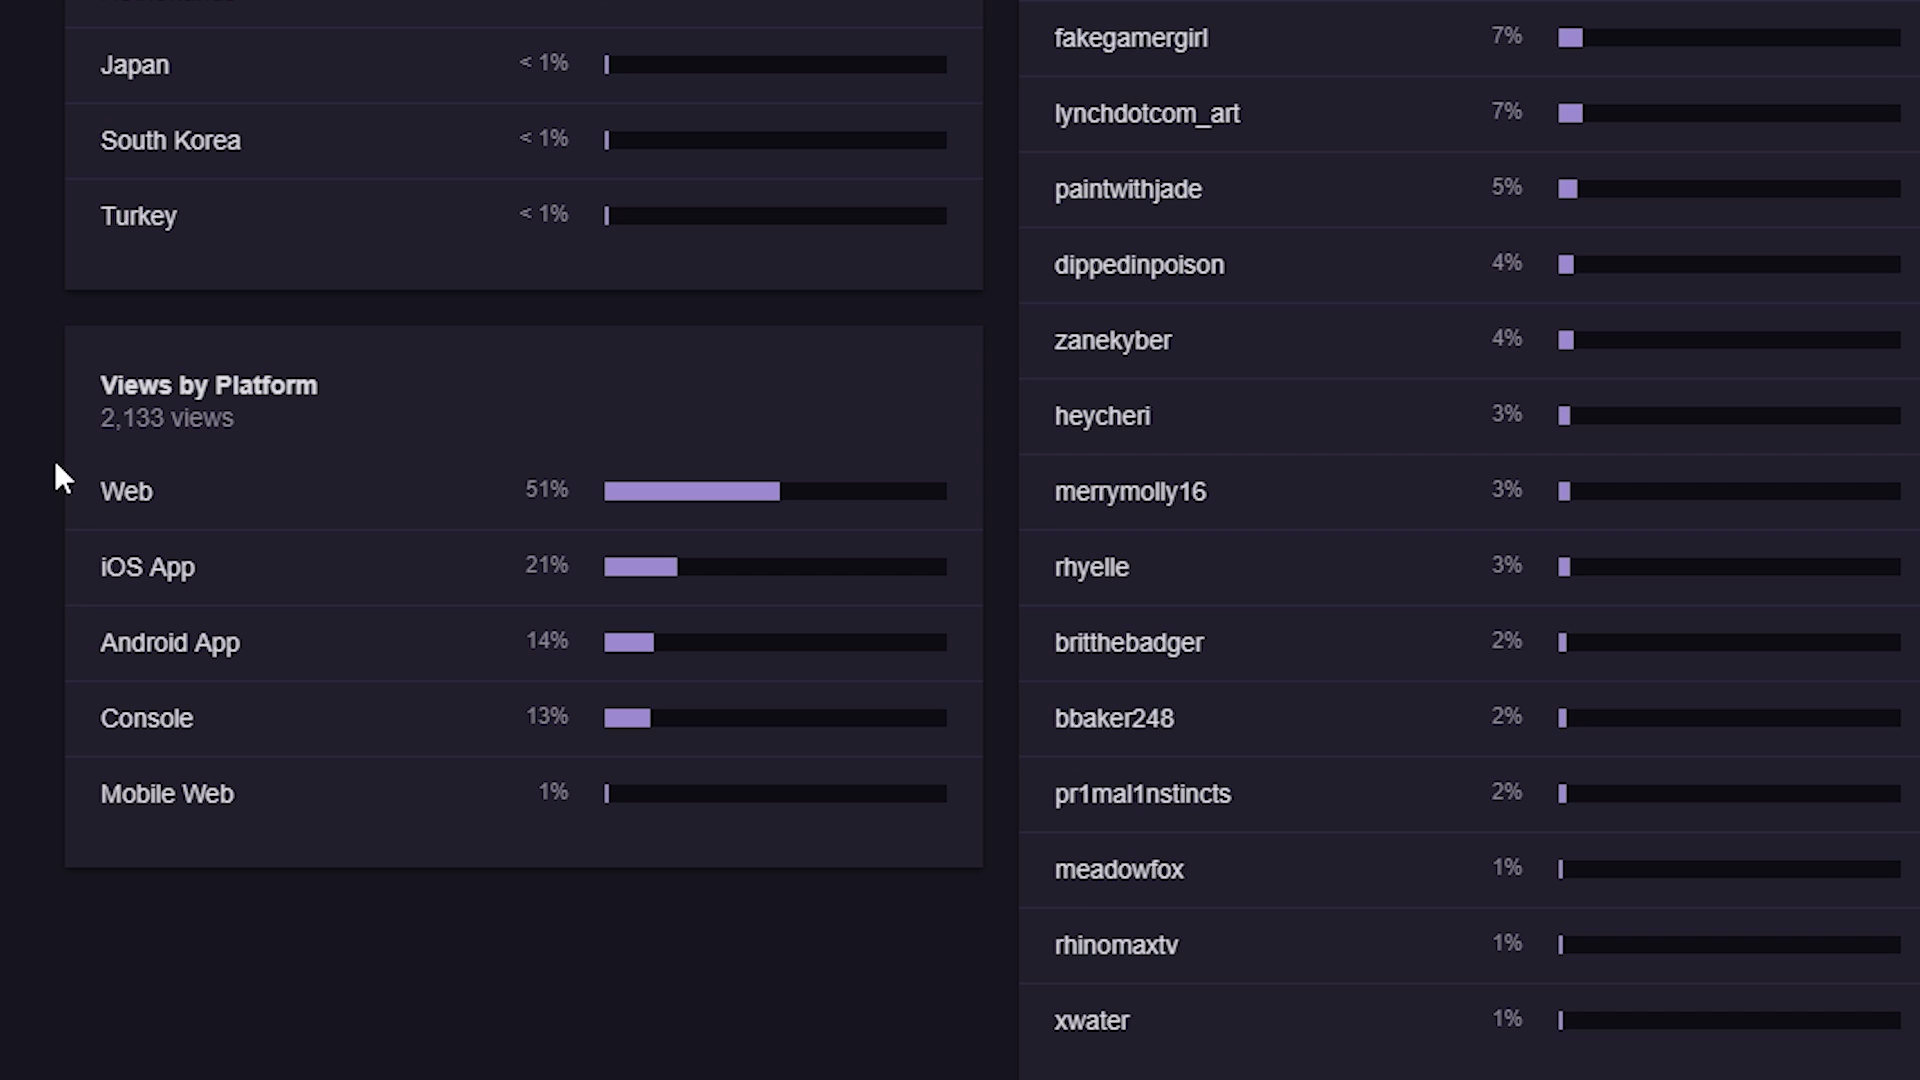 Japan < 1%
South Korea < 1%
Turkey < 1%
Views by Platform
2,133 views
Web 51%
iOS App 21%
Android App 14%
Console 13%
Mobile Web 1%
fakegamergirl 7%
lynchdotcom_art 7%
paintwithjade 5%
dippedinpoison 4%
zanekyber 4%
heycheri 3%
merrymolly16 3%
rhyelle 3%
britthebadger 2%
bbaker248 2%
pr1mal1nstincts 2%
meadowfox 1%
rhinomaxtv 1%
xwater 1%